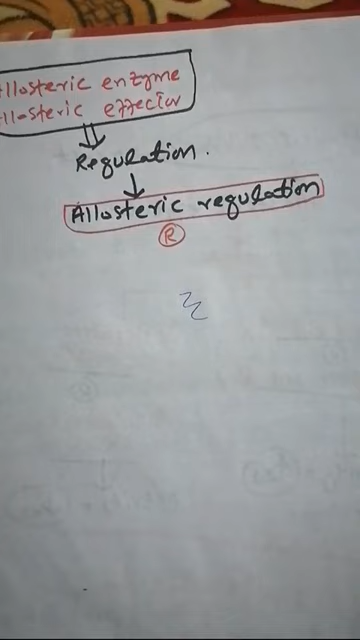 llosteric enzyme
llosteric effector
Regulation.
Allosteric regulation
R